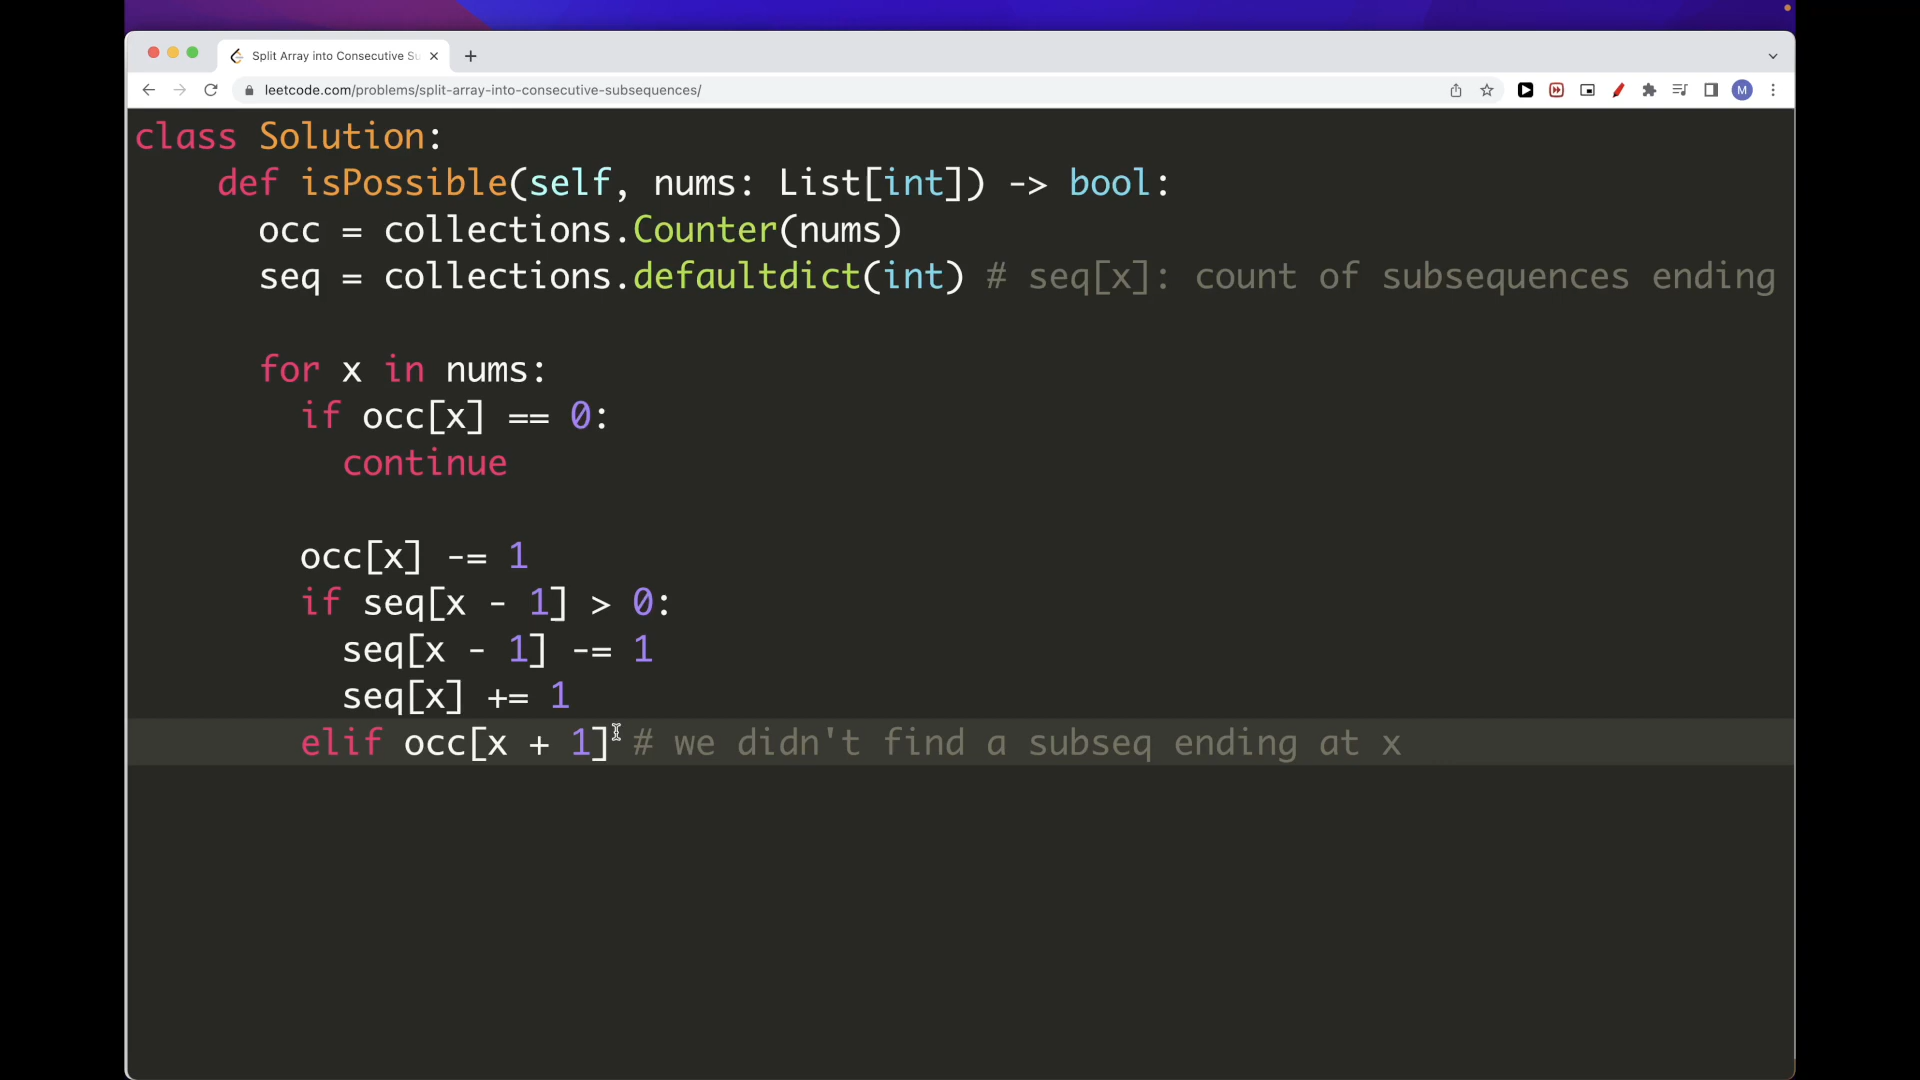 Split Array into Consecutive Su
leetcode.com/problems/split-array-into-consecutive-subsequences/
M
class Solution:
def isPossible(self, nums: List[int]) -> bool:
occ = collections.Counter(nums)
seq = collections.defaultdict(int) # seq[x]: count of subsequences ending
for x in nums:
if occ[x] == 0:
continue
occ[x] -= 1
if seq[x - 1] > 0:
seq[x - 1] -= 1
seq[x] += 1
elif occ[x + 1] # we didn't find a subseq ending at x